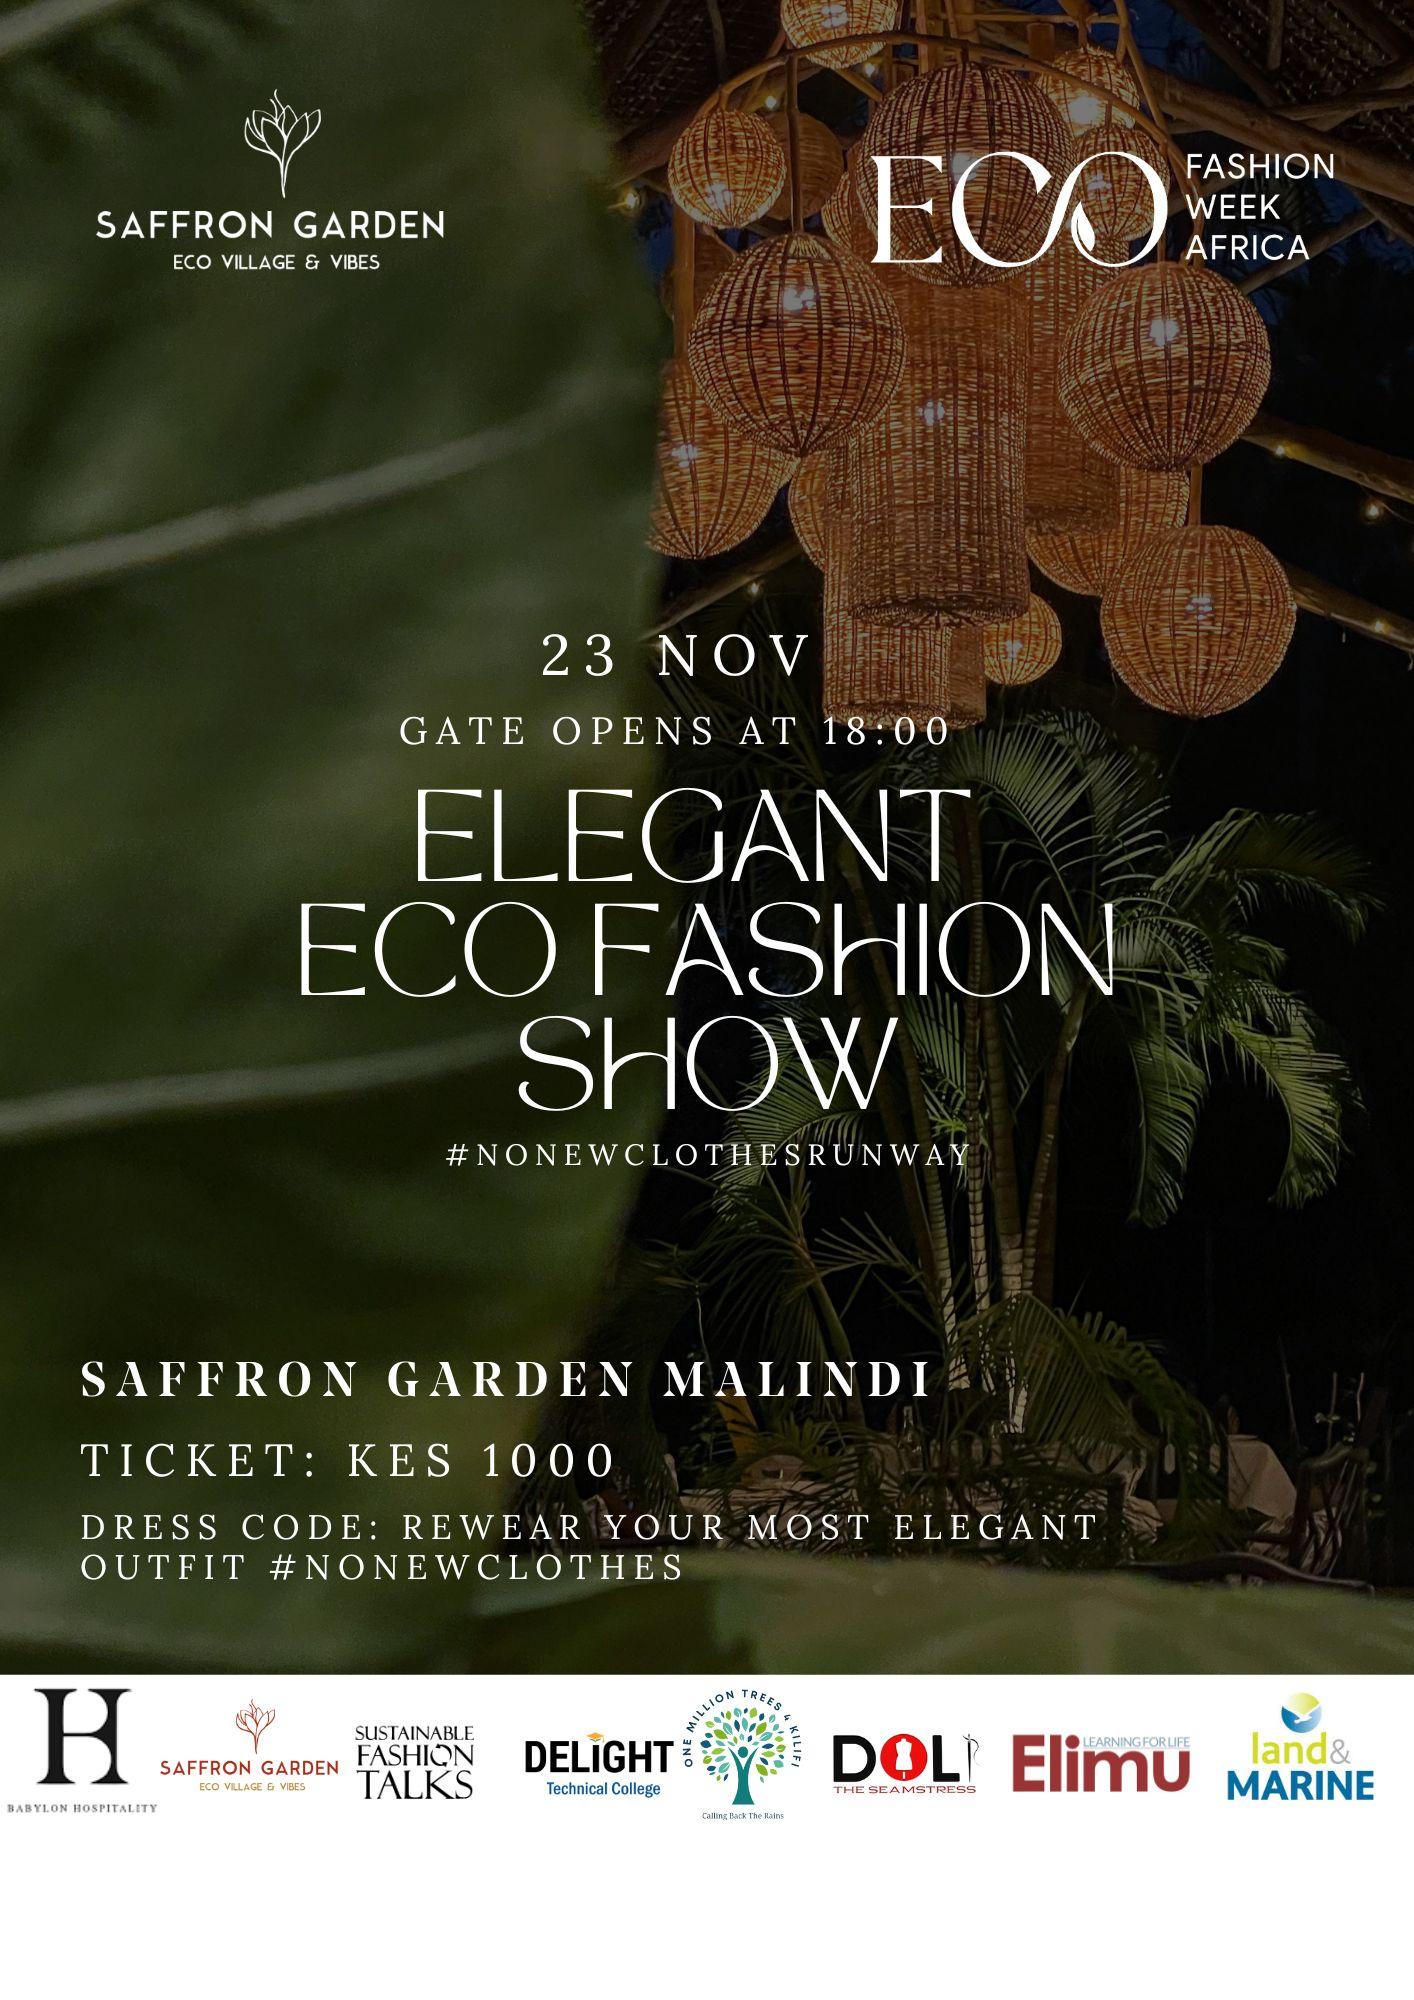 SAFFRON GARDEN
ECO VILLAGE & VIBES
ECO
FASHION
WEEK
AFRICA
23 NOV
GATE OPENS AT 18:00
ELEGANT
ECO FASHION
SHOW
#NONEWCLOTHESRUNWAY
SAFFRON GARDEN MALINDI
TICKET: KES 1000
DRESS CODE: REWEAR YOUR MOST ELEGANT
OUTFIT #NONEWCLOTHES
H
BABYLON HOSPITALITY
SAFFRON GARDEN
ECO VILLAGE & VIBES
SUSTAINABLE
FASHION
TALKS
DELiGHT
Technical College
ONE MILLION TREES 4 KILIFI
Calling Back The Rains
DOLi
THE SEAMSTRESS
LEARNING FOR LIFE
Elimu
land&
MARINE